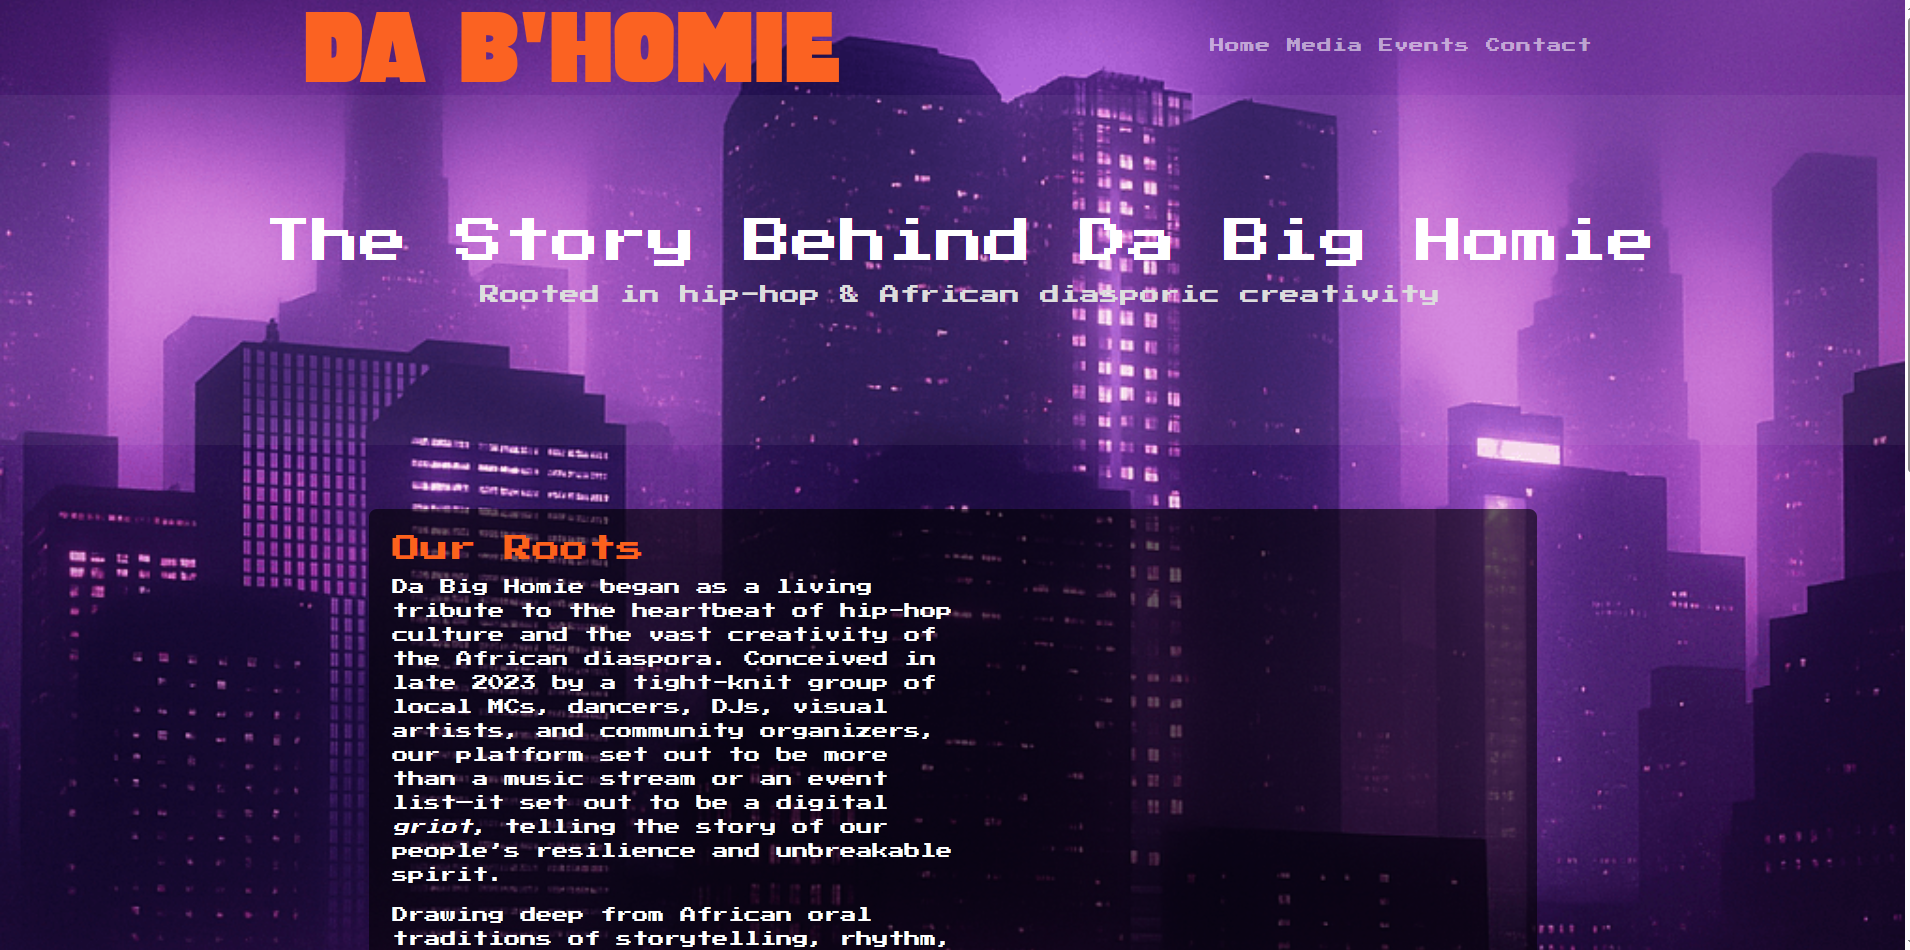 DA B'HOMIE
Home Media Events Contact
The Story Behind Da Big Homie
Rooted in hip-hop & African diasporic creativity
Our Roots
Da Big Homie began as a living
tribute to the heartbeat of hip-hop
culture and the vast creativity of
the African diaspora. Conceived in
late 2023 by a tight-knit group of
local MCs, dancers, DJs, visual
artists, and community organizers,
our platform set out to be more
than a music stream or an event
list—it set out to be a digital
griot, telling the story of our
people’s resilience and unbreakable
spirit.
Drawing deep from African oral
traditions of storytelling, rhythm,